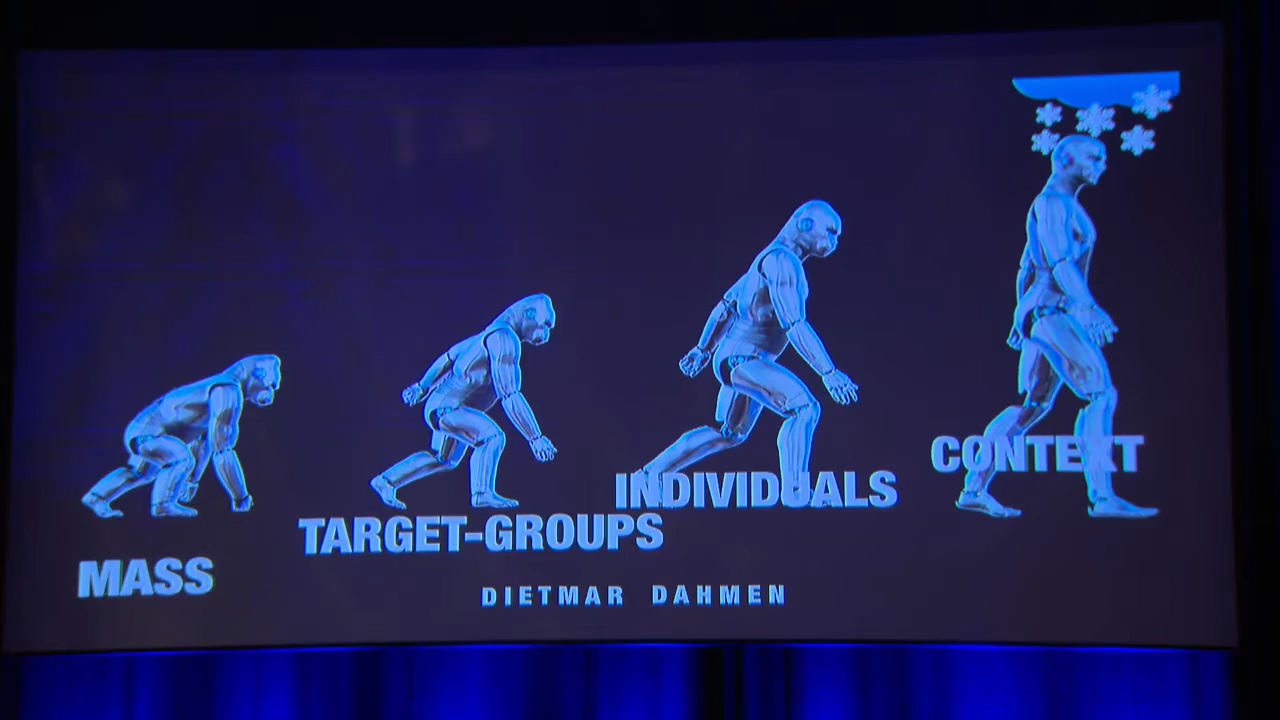 MASS
TARGET-GROUPS
INDIVIDUALS
CONTEXT
DIETMAR DAHMEN